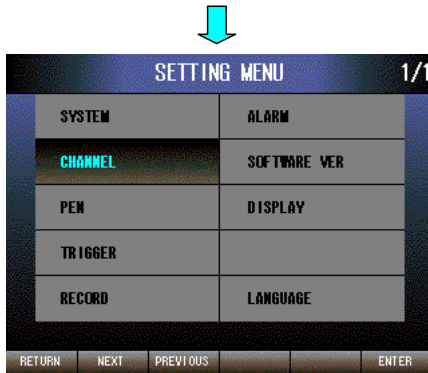 SETTING MENU 1/1
SYSTEM ALARM
CHANNEL SOFTWARE VER
PEN DISPLAY
TRIGGER
RECORD LANGUAGE
RETURN NEXT PREVIOUS ENTER